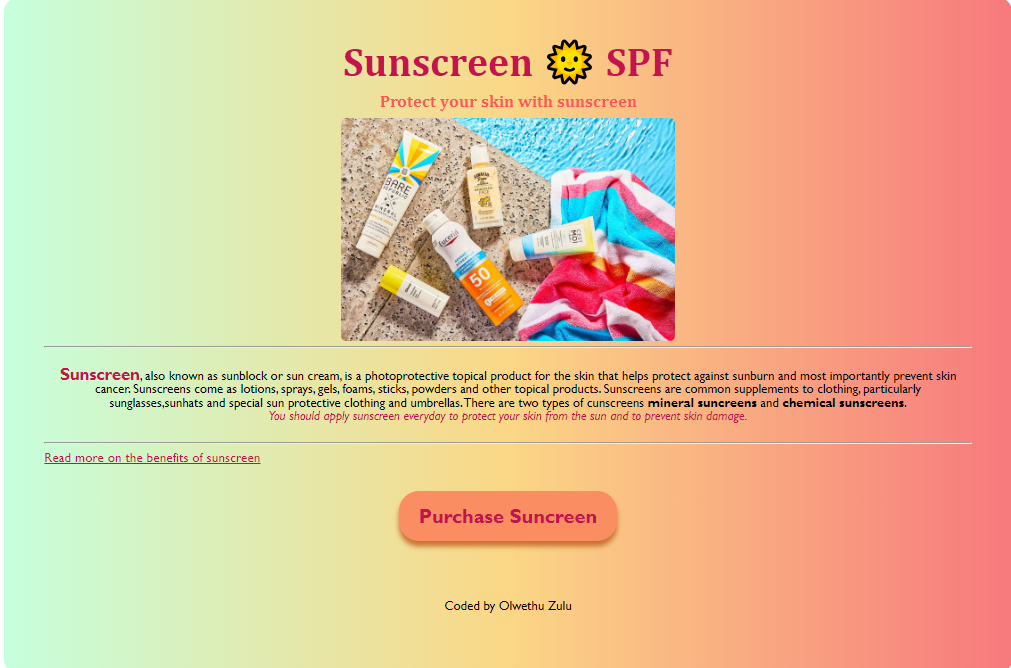 Sunscreen 🌞 SPF
Protect your skin with sunscreen
BARE
REPUBLIC
MINERAL
Eucerin
50
MDI
Sunscreen, also known as sunblock or sun cream, is a photoprotective topical product for the skin that helps protect against sunburn and most importantly prevent skin
cancer. Sunscreens come as lotions, sprays, gels, foams, sticks, powders and other topical products. Sunscreens are common supplements to clothing, particularly
sunglasses,sunhats and special sun protective clothing and umbrellas. There are two types of cunscreens mineral suncreens and chemical sunscreens.
You should apply sunscreen everyday to protect your skin from the sun and to prevent skin damage.
Read more on the benefits of sunscreen
Purchase Suncreen
Coded by Olwethu Zulu